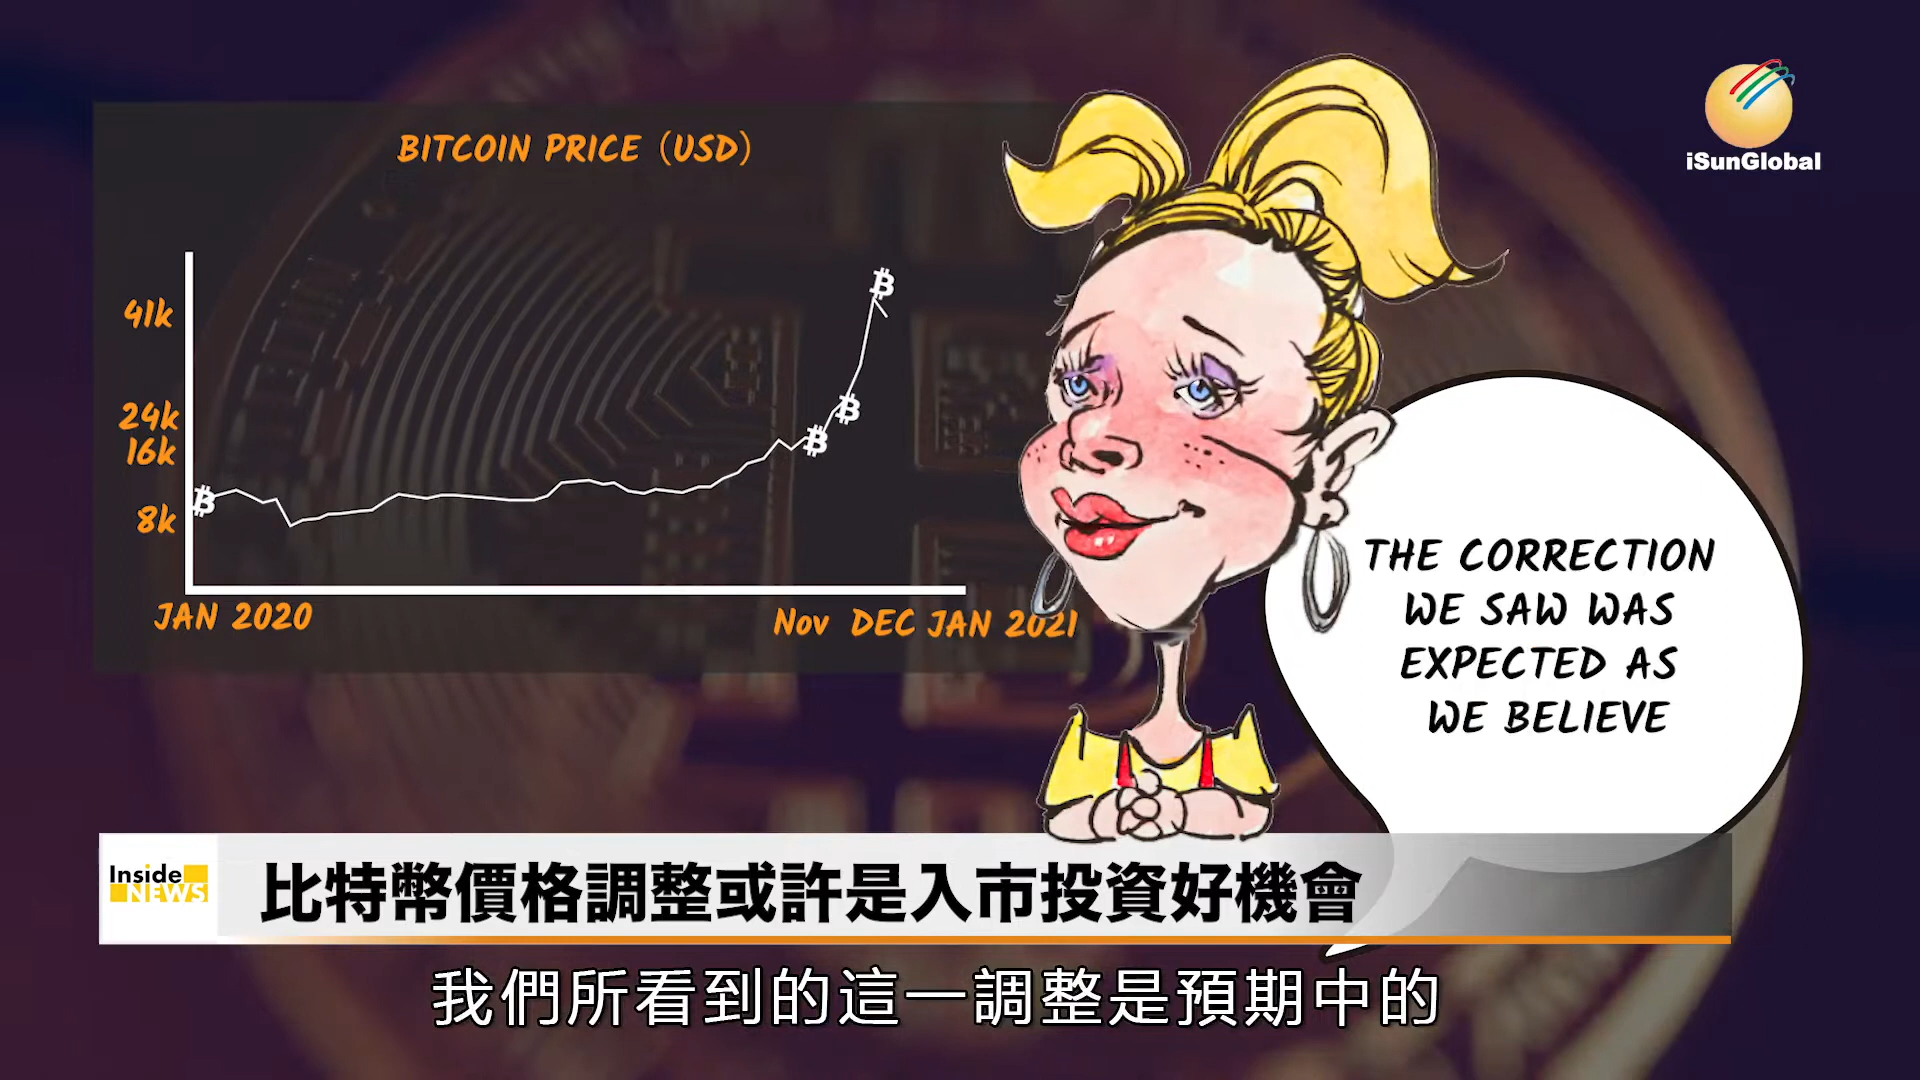 BITCOIN PRICE (USD)
iSunGlobal
41k
24k
16k
8k
JAN 2020
Nov DEC JAN 2021
THE CORRECTION
WE SAW WAS
EXPECTED AS
WE BELIEVE
Inside
NEWS
比特幣價格調整或許是入市投資好機會
我們所看到的這一調整是預期中的